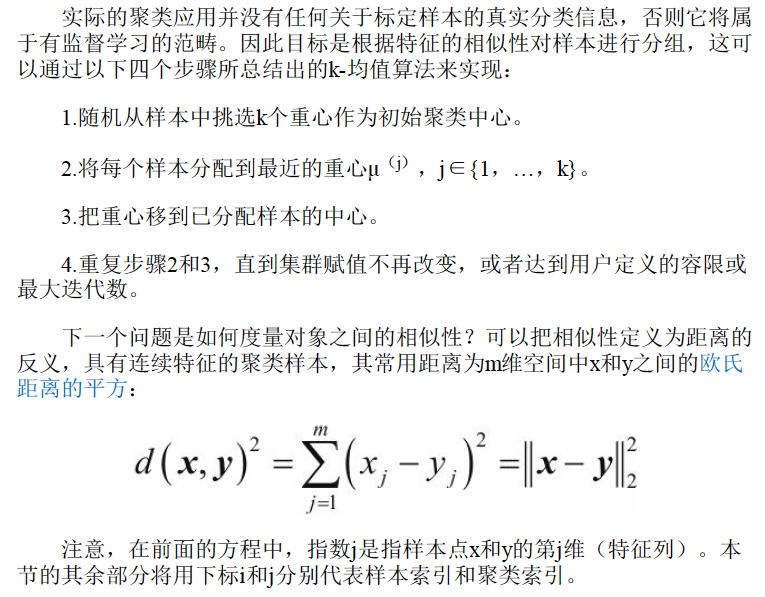 实际的聚类应用并没有任何关于标定样本的真实分类信息，否则它将属
于有监督学习的范畴。因此目标是根据特征的相似性对样本进行分组，这可
以通过以下四个步骤所总结出的k-均值算法来实现：
1.随机从样本中挑选k个重心作为初始聚类中心。
2.将每个样本分配到最近的重心μ（j），j∈{1，…，k}。
3.把重心移到已分配样本的中心。
4.重复步骤2和3，直到集群赋值不再改变，或者达到用户定义的容限或
最大迭代数。
下一个问题是如何度量对象之间的相似性？可以把相似性定义为距离的
反义，具有连续特征的聚类样本，其常用距离为m维空间中x和y之间的欧氏
距离的平方：
d(x,y)² = ∑_{j=1}^{m}(x_j − y_j)² = ‖x − y‖₂²
注意，在前面的方程中，指数j是指样本点x和y的第j维（特征列）。本
节的其余部分将用下标i和j分别代表样本索引和聚类索引。